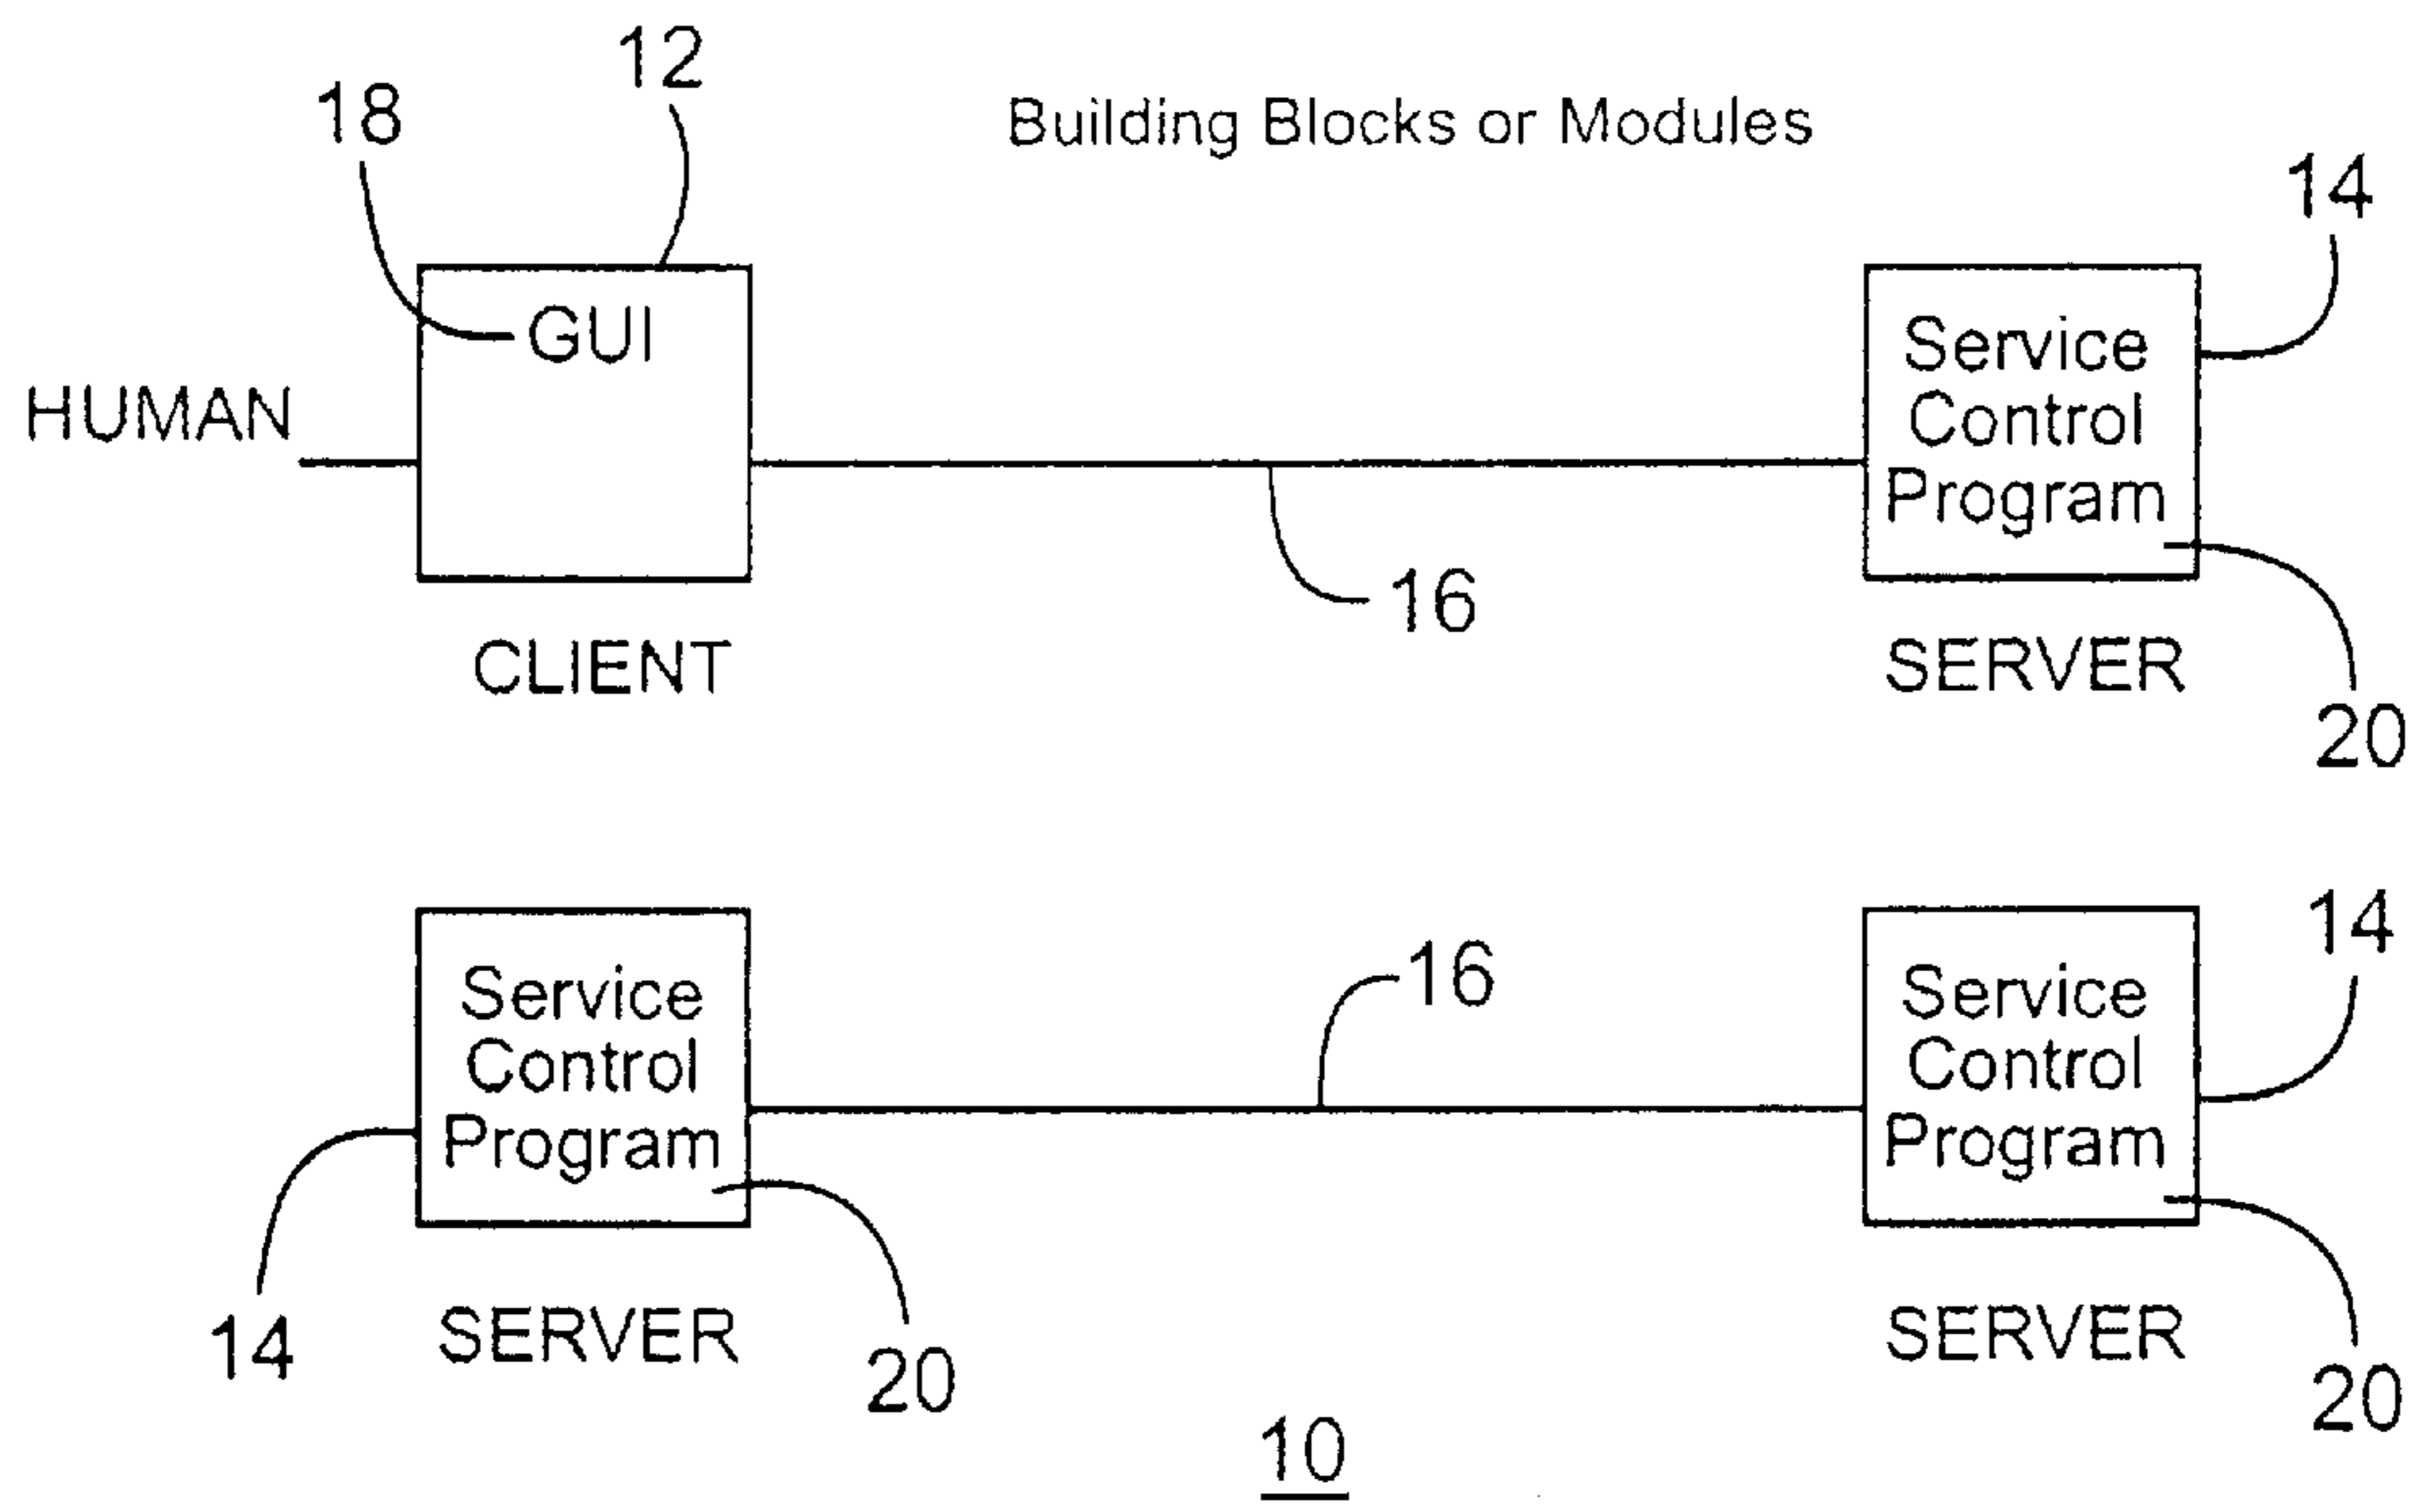 12
18
Building Blocks or Modules
14
GUI
Service
Control
Program
HUMAN
16
CLIENT
SERVER
20
14
16
Service
Control
Program
Service
Control
Program
14
SERVER
20
SERVER
20
10